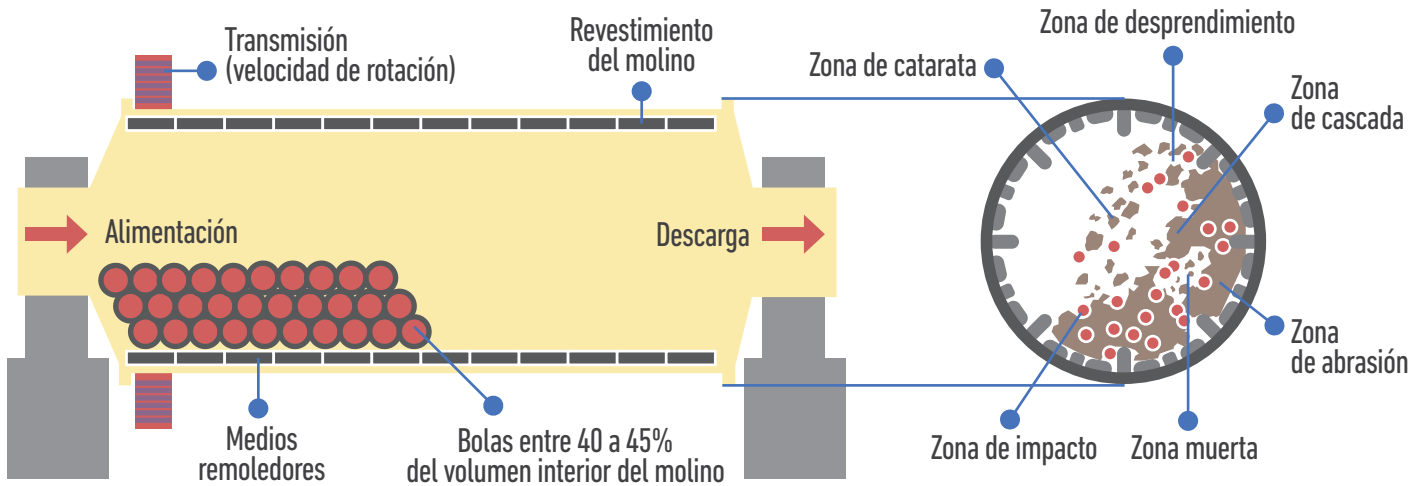 Transmisión
(velocidad de rotación)
Revestimiento
del molino
Zona de desprendimiento
Zona de catarata
Zona
de cascada
Alimentación
Descarga
Zona
de abrasión
Medios
remoledores
Bolas entre 40 a 45%
del volumen interior del molino
Zona de impacto
Zona muerta